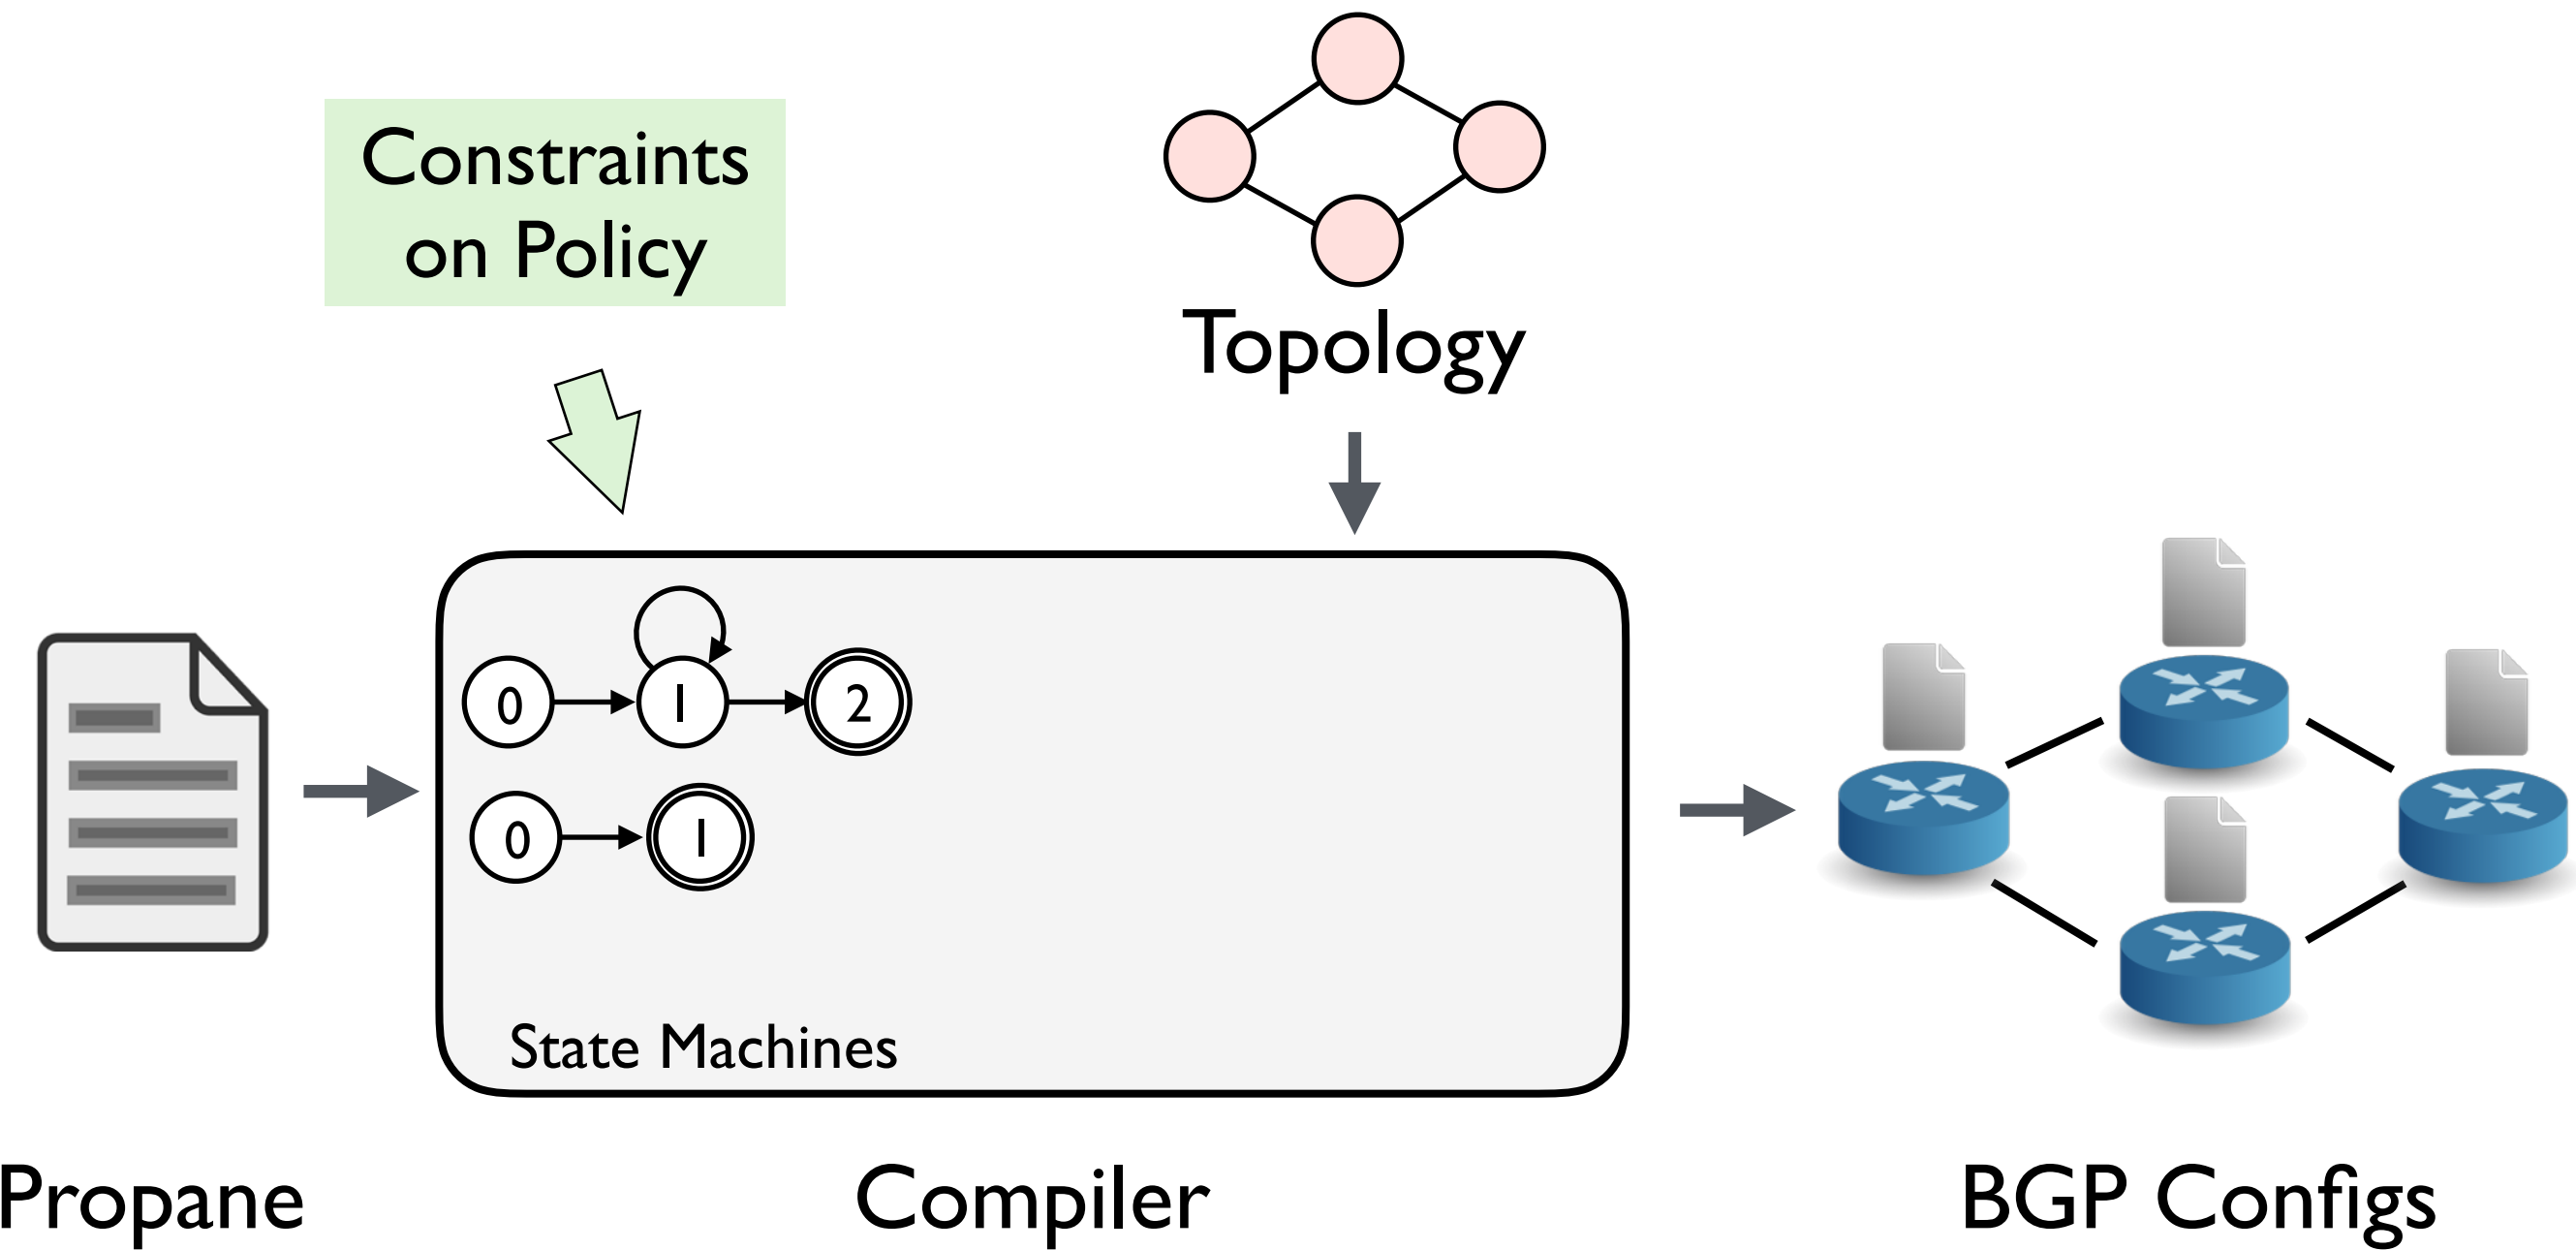 Constraints
on Policy
Topology
0
1
2
0
1
State Machines
Propane
Compiler
BGP Configs